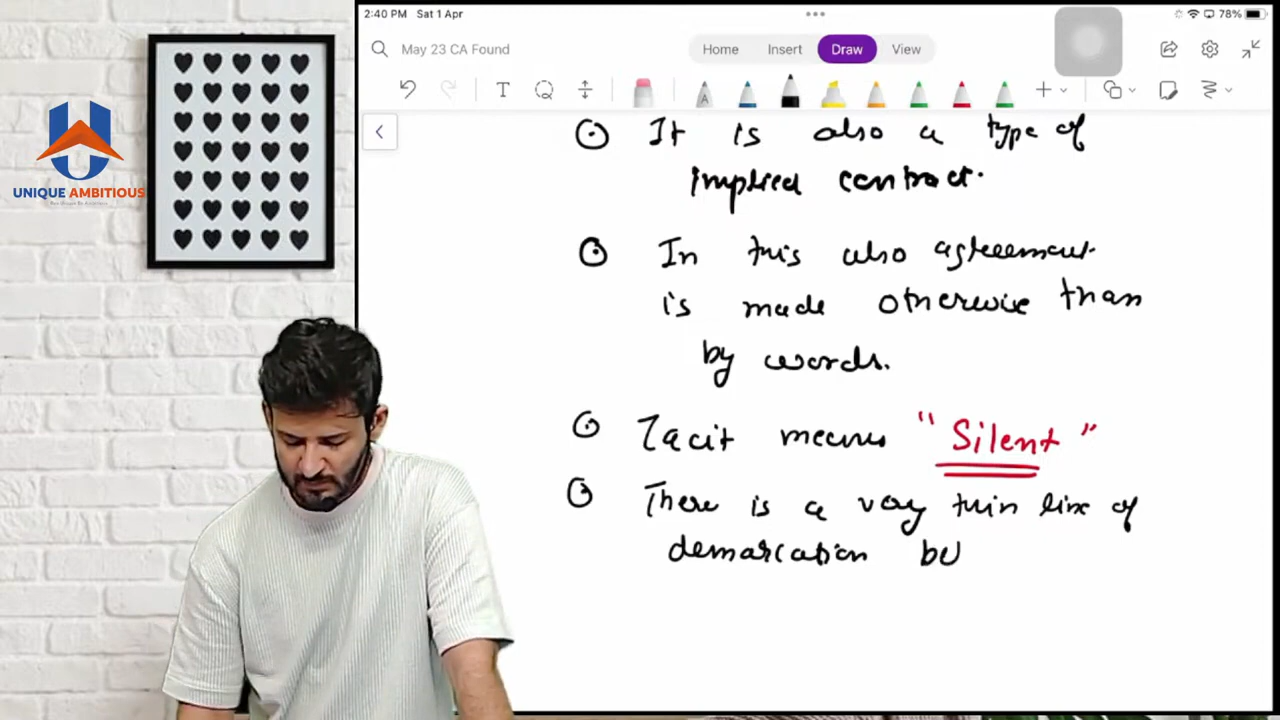 2:40 PM Sat 1 Apr
78%
May 23 CA Found
Home Insert Draw View
T
A
It is also a type of
implied contract.
In this also agreement
is made otherwise than
by words.
Tacit means "Silent"
There is a very thin line of
demarcation be
UNIQUE AMBITIOUS